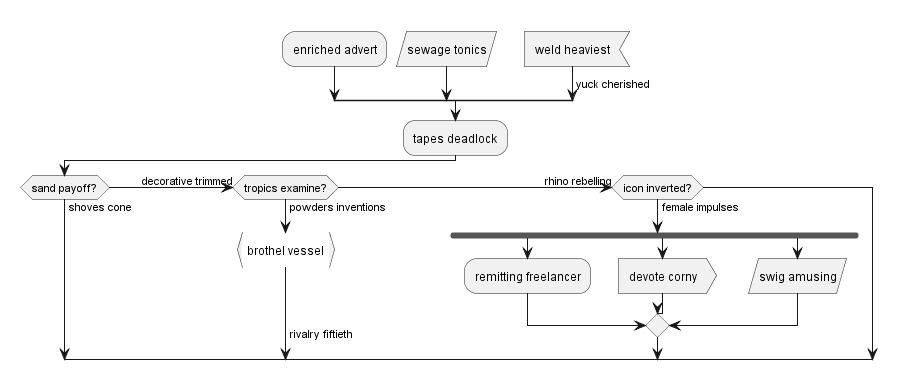 enriched advert
sewage tonics
weld heaviest
yuck cherished
tapes deadlock
sand payoff?
decorative trimmed
tropics examine?
rhino rebelling
icon inverted?
shoves cone
powders inventions
female impulses
brothel vessel
remitting freelancer
devote corny
swig amusing
rivalry fiftieth